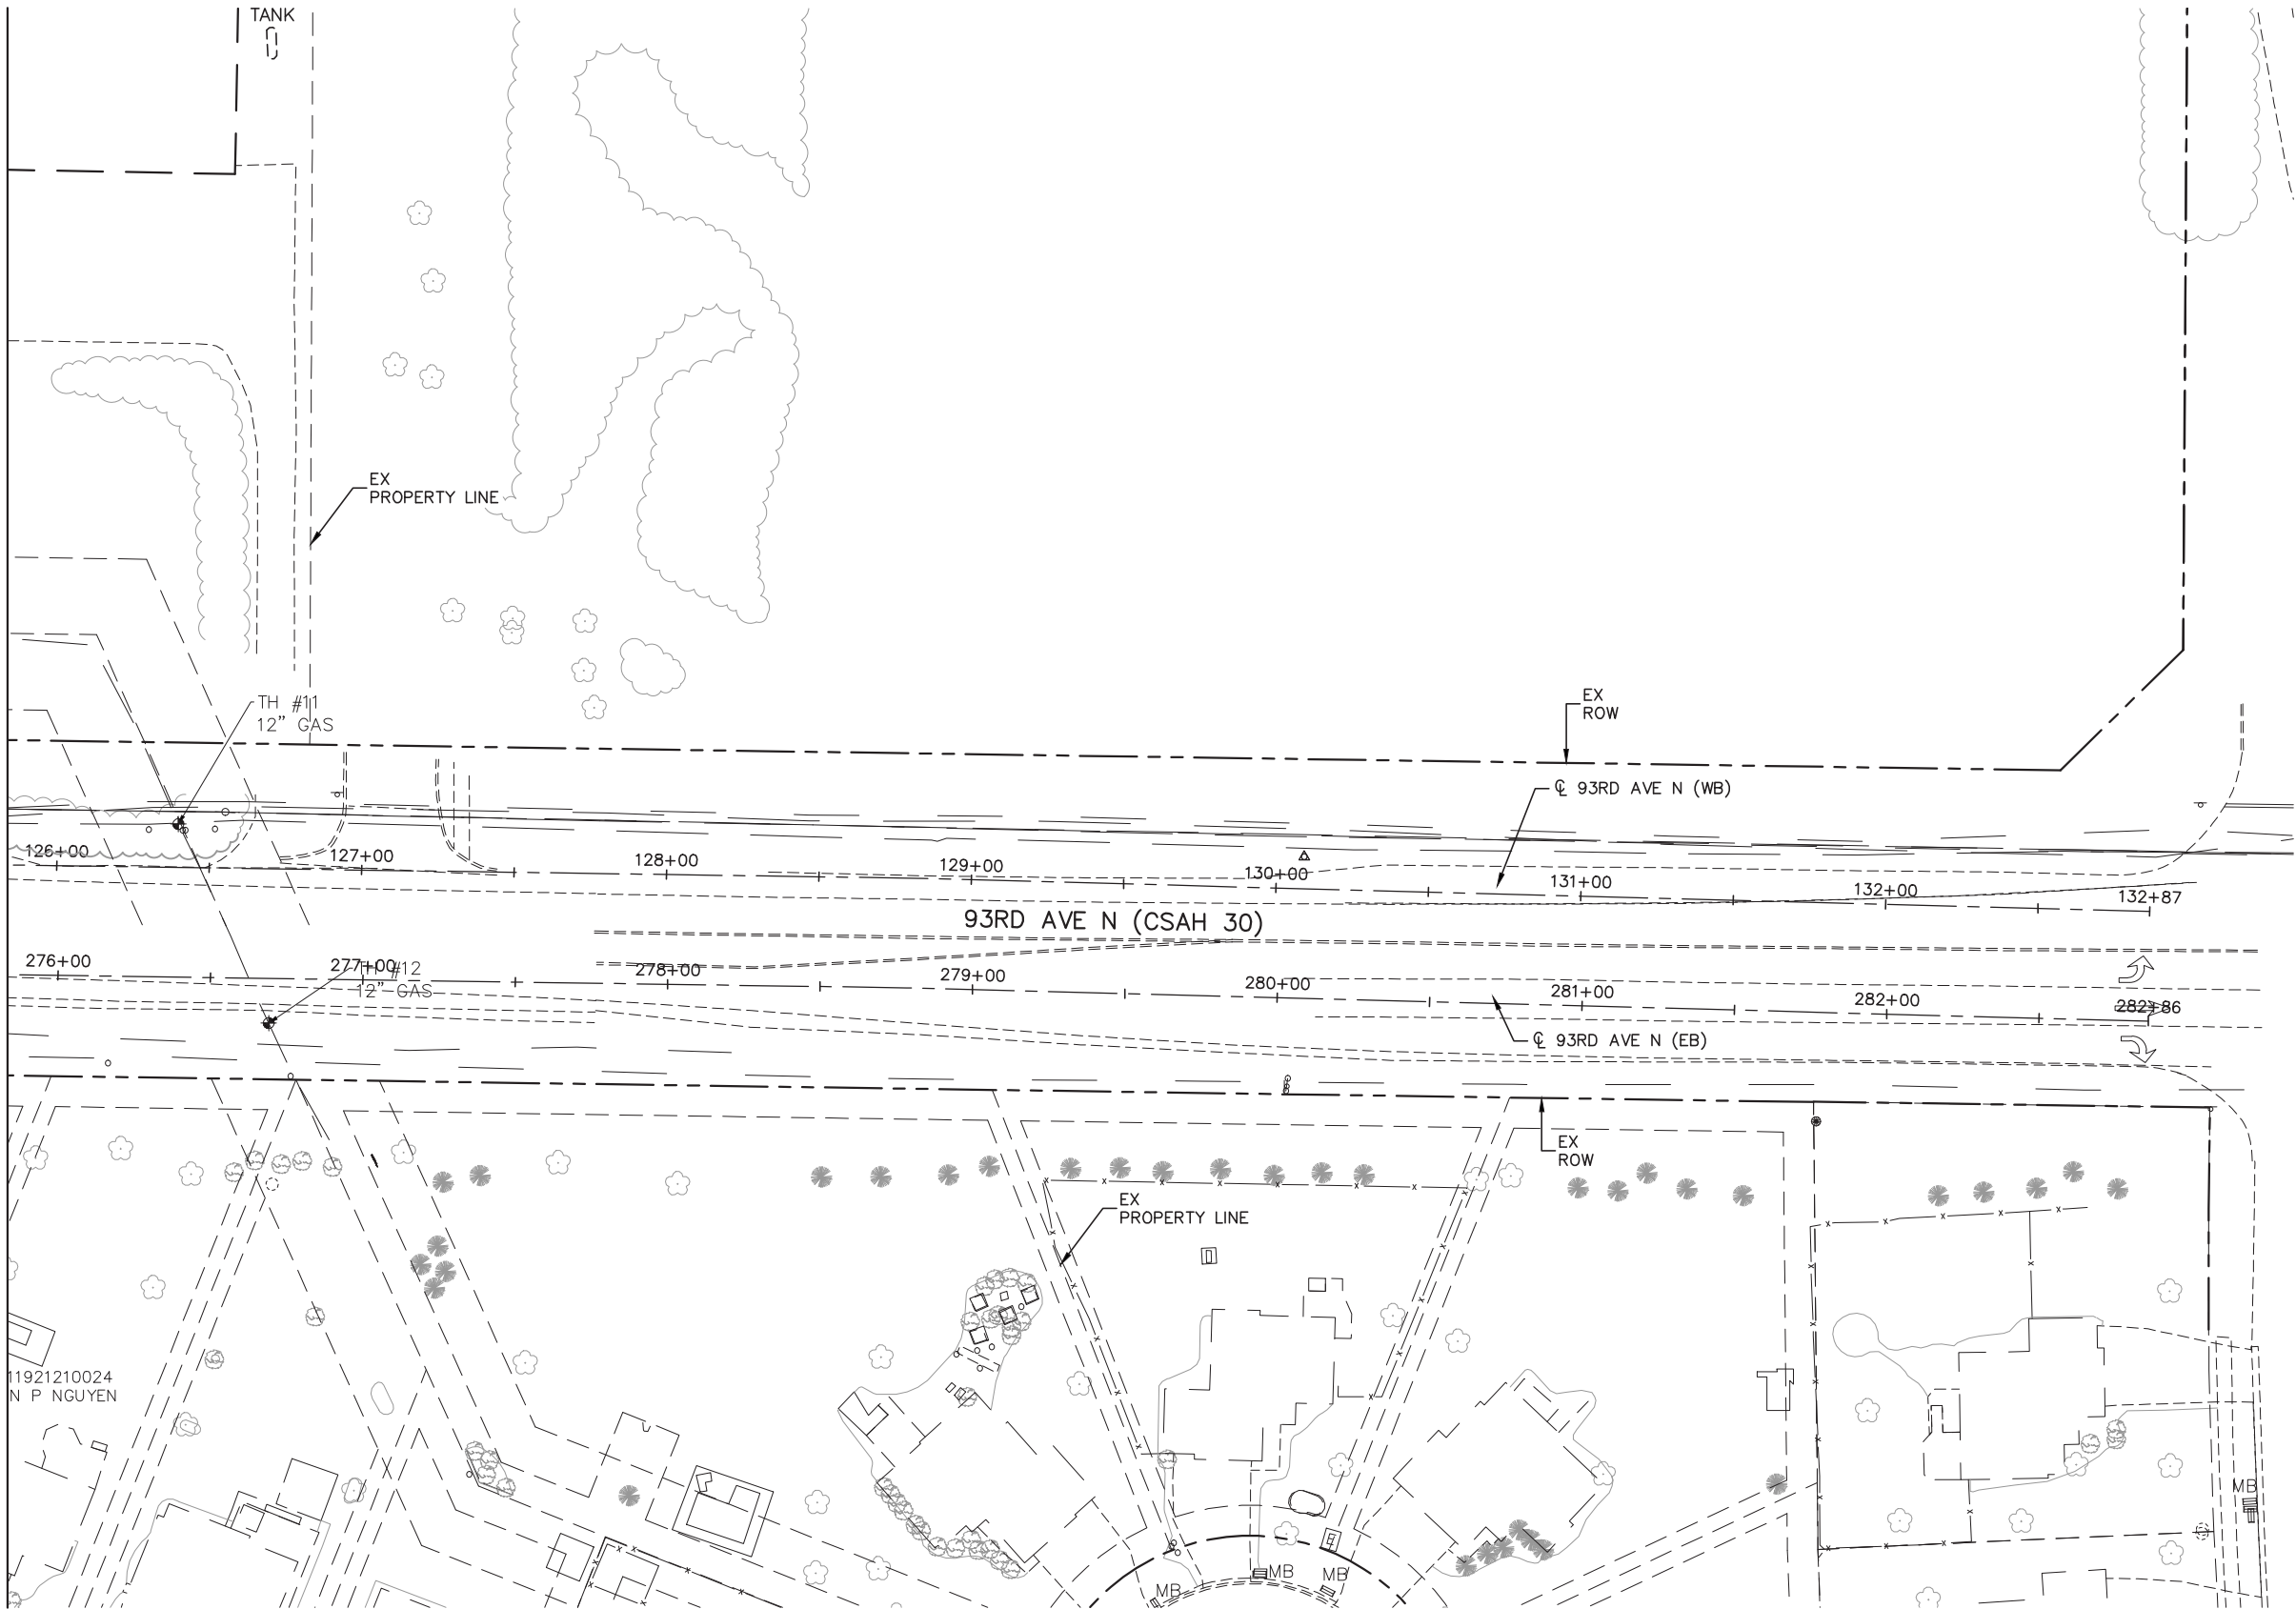 TANK
EX
PROPERTY LINE
TH #11
12" GAS
EX
ROW
℄ 93RD AVE N (WB)
126+00
127+00
128+00
129+00
130+00
131+00
132+00
132+87
93RD AVE N (CSAH 30)
276+00
277+00
TH #12
12" GAS
278+00
279+00
280+00
281+00
282+00
282+86
℄ 93RD AVE N (EB)
EX
ROW
EX
PROPERTY LINE
11921210024
N P NGUYEN
MB
MB
MB
MB